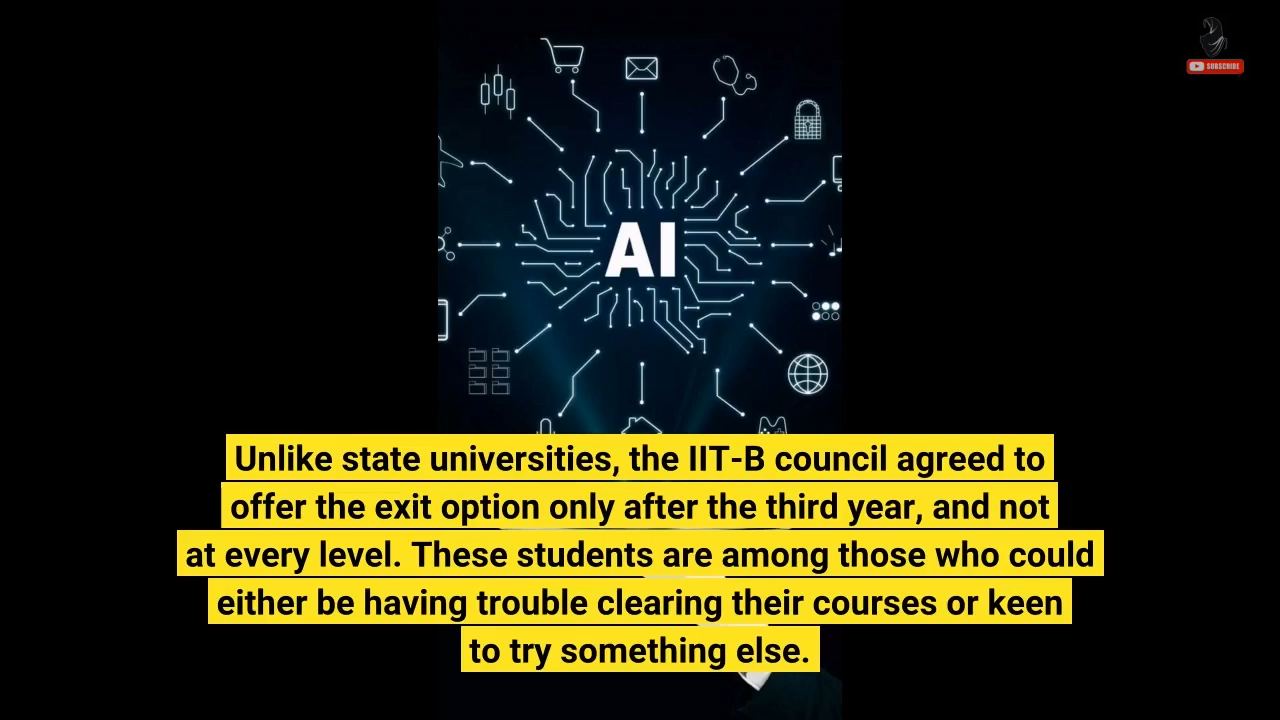 SUBSCRIBE
AI
Unlike state universities, the IIT-B council agreed to
offer the exit option only after the third year, and not
at every level. These students are among those who could
either be having trouble clearing their courses or keen
to try something else.